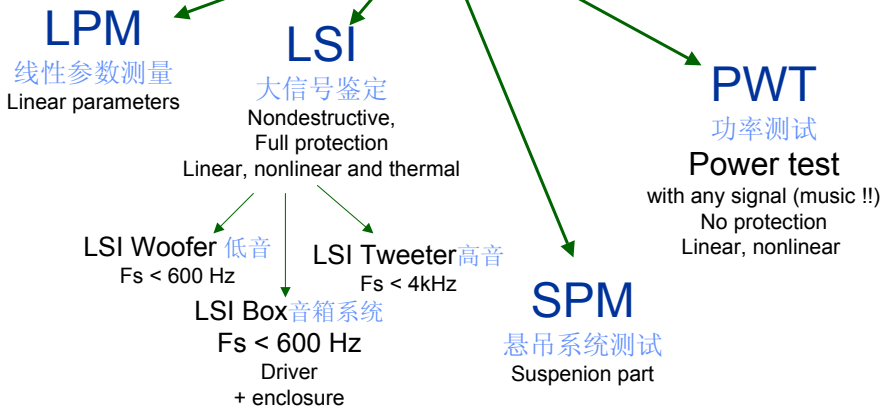 LPM
线性参数测量
Linear parameters
LSI
大信号鉴定
Nondestructive,
Full protection
Linear, nonlinear and thermal
LSI Woofer 低音
Fs < 600 Hz
LSI Box音箱系统
Fs < 600 Hz
Driver
+ enclosure
LSI Tweeter高音
Fs < 4kHz
SPM
悬吊系统测试
Suspenion part
PWT
功率测试
Power test
with any signal (music !!)
No protection
Linear, nonlinear